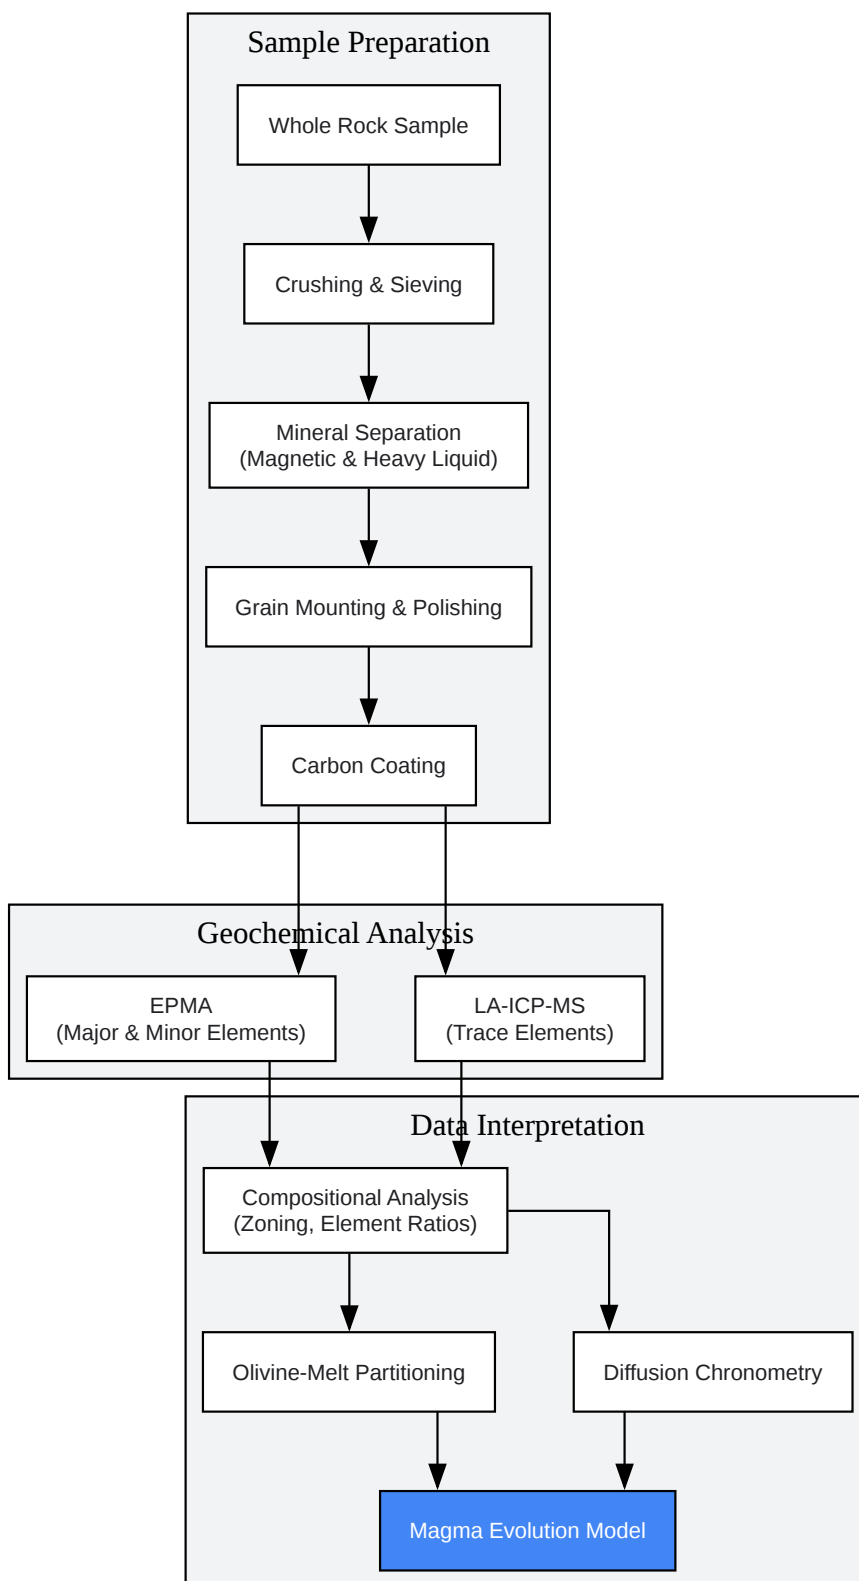 Sample Preparation
Whole Rock Sample
Crushing & Sieving
Mineral Separation
(Magnetic & Heavy Liquid)
Grain Mounting & Polishing
Carbon Coating
Geochemical Analysis
EPMA
(Major & Minor Elements)
LA-ICP-MS
(Trace Elements)
Data Interpretation
Compositional Analysis
(Zoning, Element Ratios)
Olivine-Melt Partitioning
Diffusion Chronometry
Magma Evolution Model